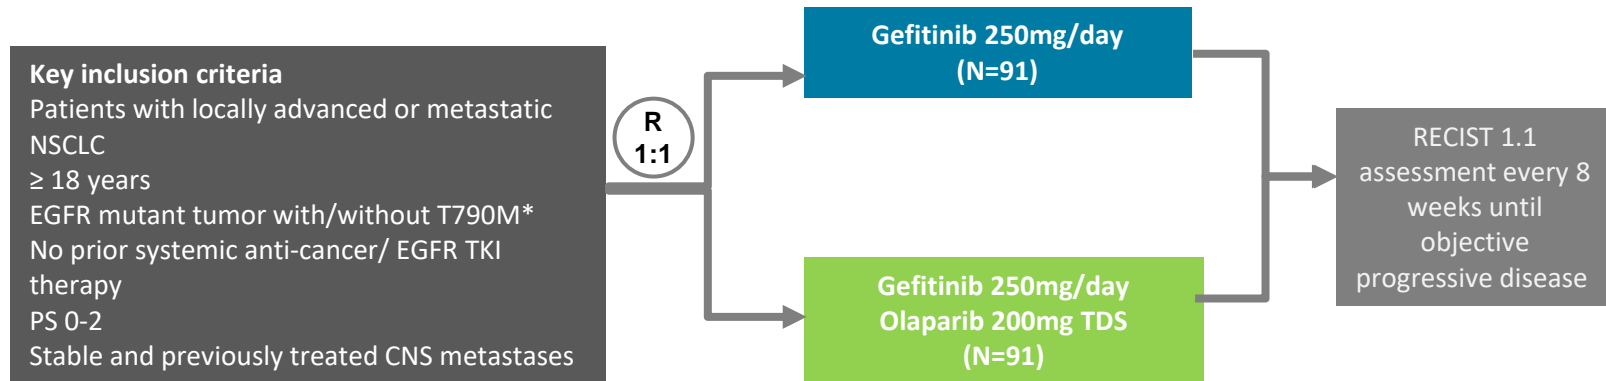 Key inclusion criteria
Patients with locally advanced or metastatic
NSCLC
≥ 18 years
EGFR mutant tumor with/without T790M*
No prior systemic anti-cancer/ EGFR TKI
therapy
PS 0-2
Stable and previously treated CNS metastases
R
1:1
Gefitinib 250mg/day
(N=91)
Gefitinib 250mg/day
Olaparib 200mg TDS
(N=91)
RECIST 1.1
assessment every 8
weeks until
objective
progressive disease